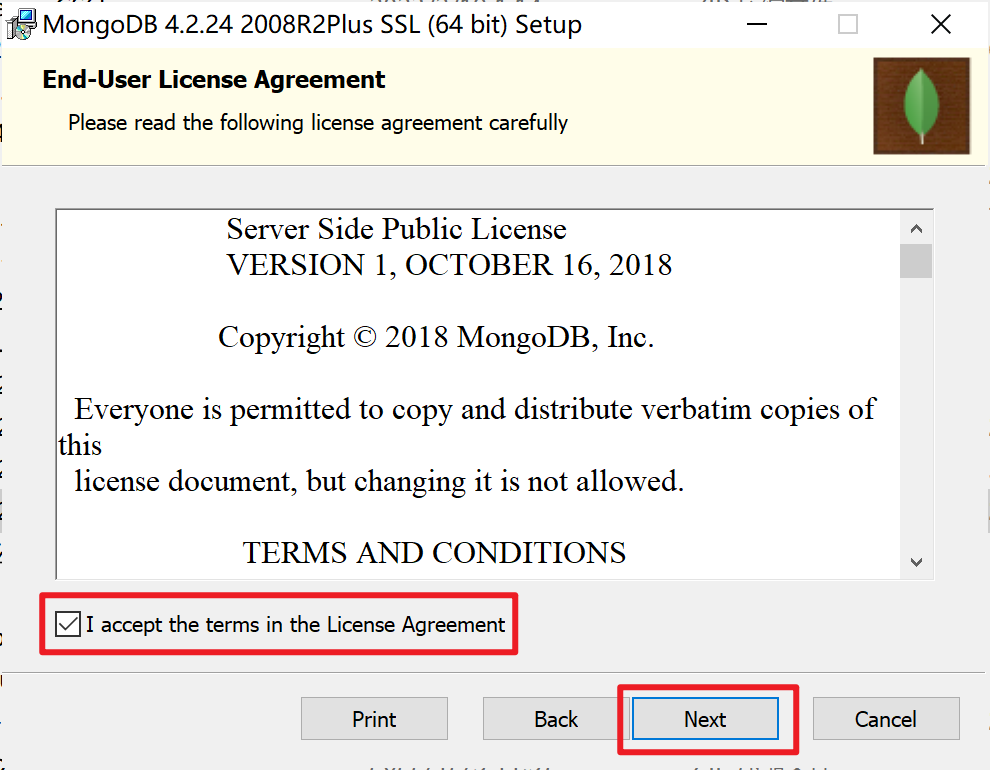 MongoDB 4.2.24 2008R2Plus SSL (64 bit) Setup
End-User License Agreement
Please read the following license agreement carefully
Server Side Public License
VERSION 1, OCTOBER 16, 2018
Copyright © 2018 MongoDB, Inc.
Everyone is permitted to copy and distribute verbatim copies of
this
license document, but changing it is not allowed.
TERMS AND CONDITIONS
I accept the terms in the License Agreement
Print
Back
Next
Cancel